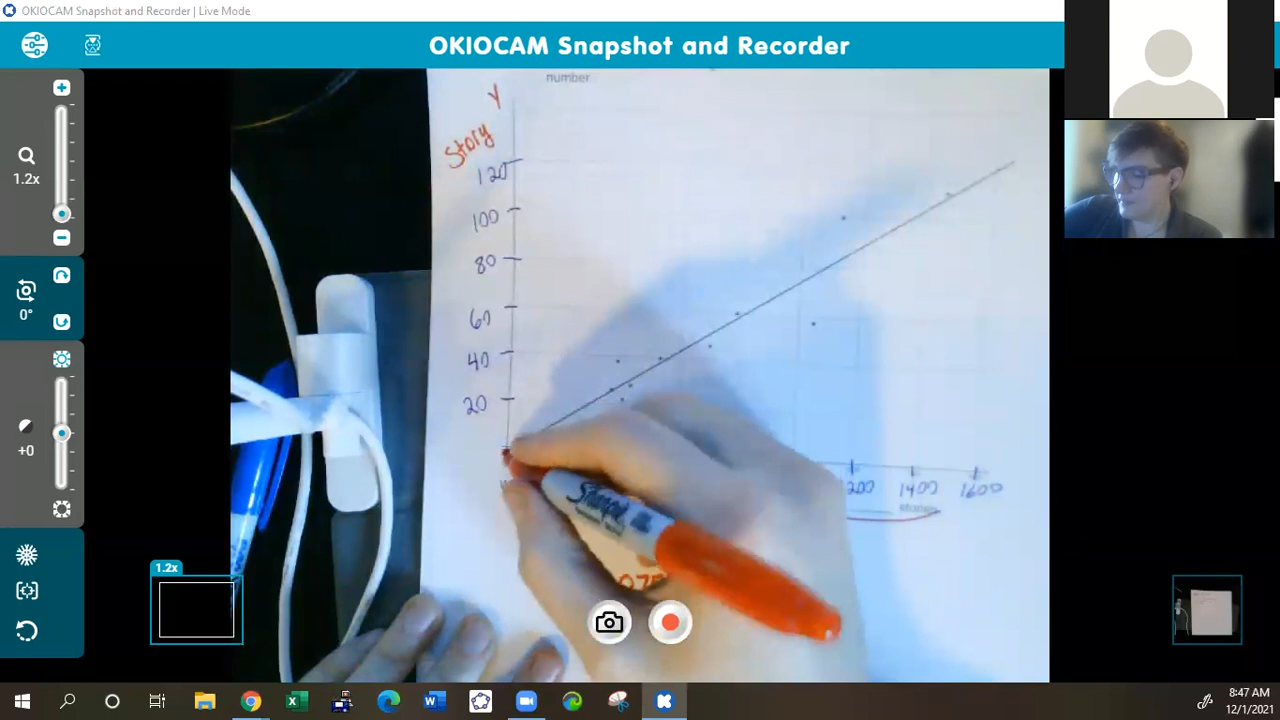 OKIOCAM Snapshot and Recorder | Live Mode
OKIOCAM Snapshot and Recorder
number
Y
Story
120
100
80
60
40
20
1.2x
0°
+0
Sharpie
1400
1600
1.2x
8:47 AM
12/1/2021